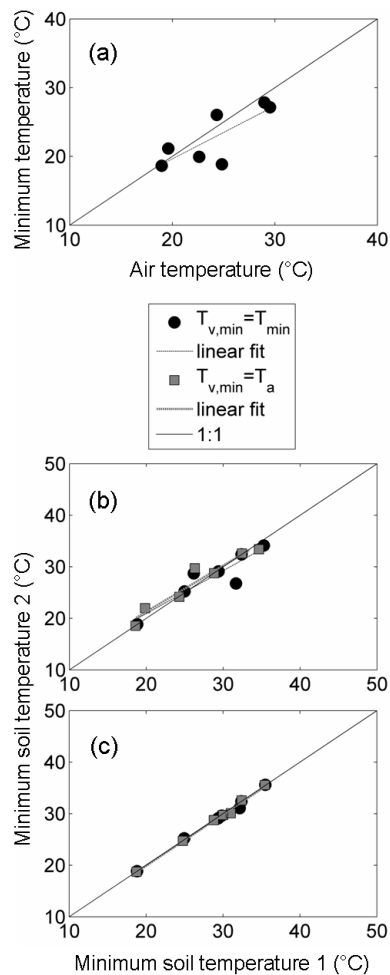 (a)
Minimum temperature (°C)
40
30
20
10
10 20 30 40
Air temperature (°C)
T_v,min=T_min
linear fit
T_v,min=T_a
linear fit
1:1
(b)
50
40
30
20
10
10 20 30 40 50
Minimum soil temperature 2 (°C)
(c)
50
40
30
20
10
10 20 30 40 50
Minimum soil temperature 1 (°C)